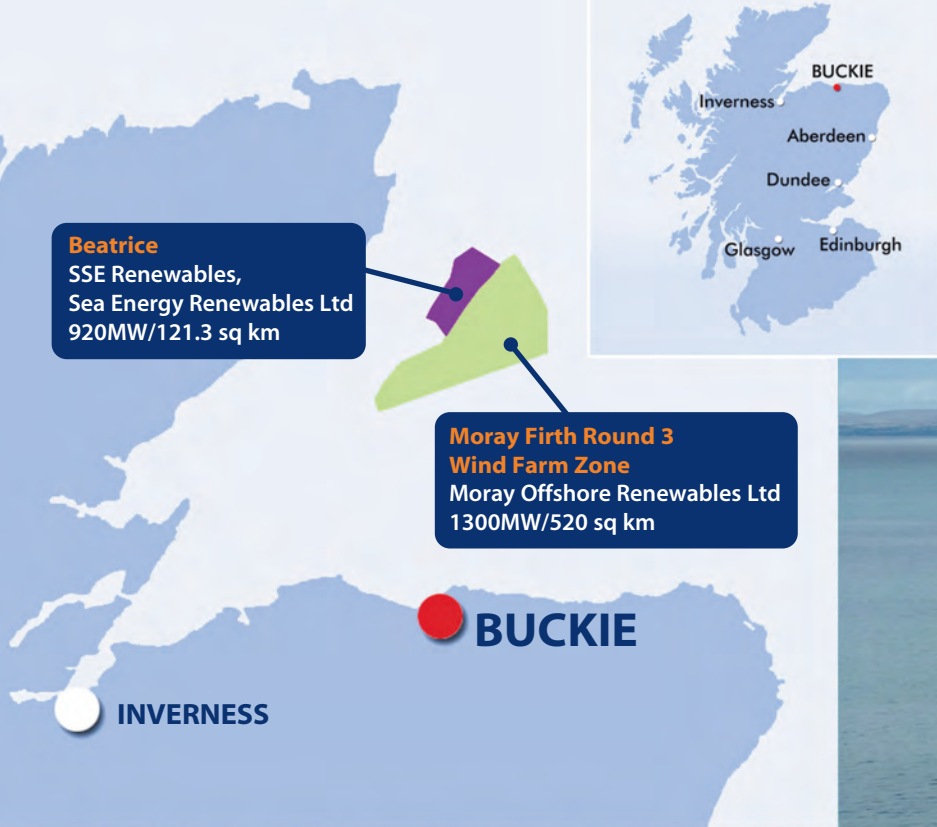 BUCKIE
Inverness
Aberdeen
Dundee
Glasgow
Edinburgh
Beatrice
SSE Renewables,
Sea Energy Renewables Ltd
920MW/121.3 sq km
Moray Firth Round 3
Wind Farm Zone
Moray Offshore Renewables Ltd
1300MW/520 sq km
BUCKIE
INVERNESS